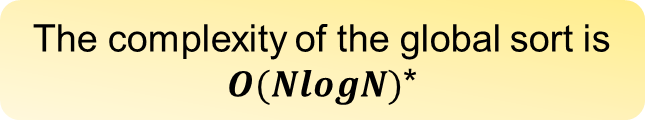 The complexity of the global sort is
O(NlogN)*